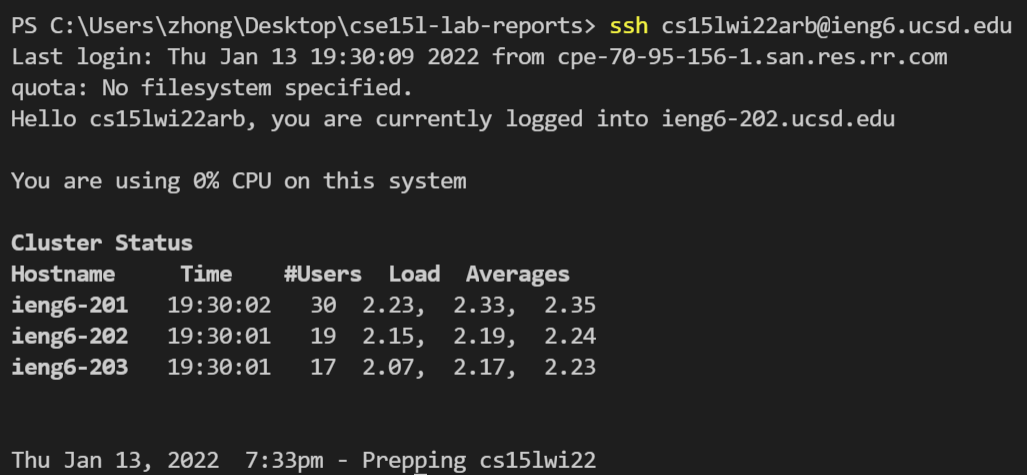 PS C:\Users\zhong\Desktop\cse15l-lab-reports> ssh cs15lwi22arb@ieng6.ucsd.edu
Last login: Thu Jan 13 19:30:09 2022 from cpe-70-95-156-1.san.res.rr.com
quota: No filesystem specified.
Hello cs15lwi22arb, you are currently logged into ieng6-202.ucsd.edu
You are using 0% CPU on this system
Cluster Status
Hostname     Time    #Users  Load  Averages
ieng6-201   19:30:02   30  2.23,  2.33,  2.35
ieng6-202   19:30:01   19  2.15,  2.19,  2.24
ieng6-203   19:30:01   17  2.07,  2.17,  2.23
Thu Jan 13, 2022  7:33pm - Prepping cs15lwi22